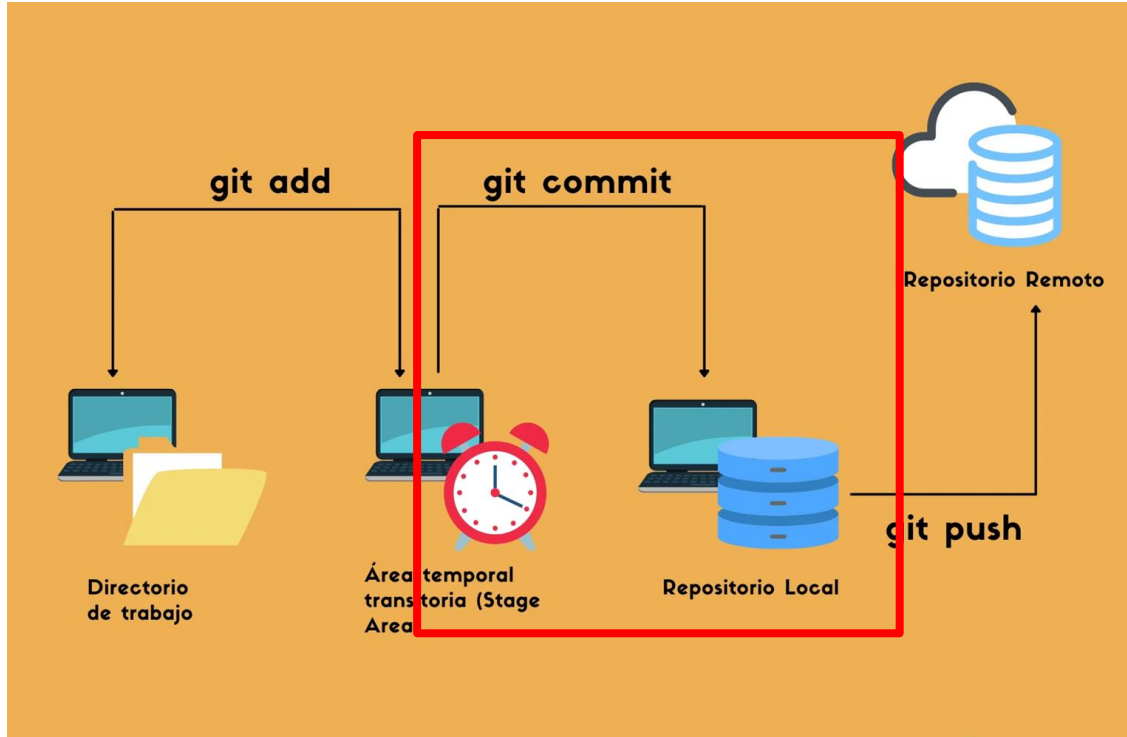 git add
git commit
Repositorio Remoto
git push
Directorio
de trabajo
Área temporal
transitoria (Stage
Area
Repositorio Local